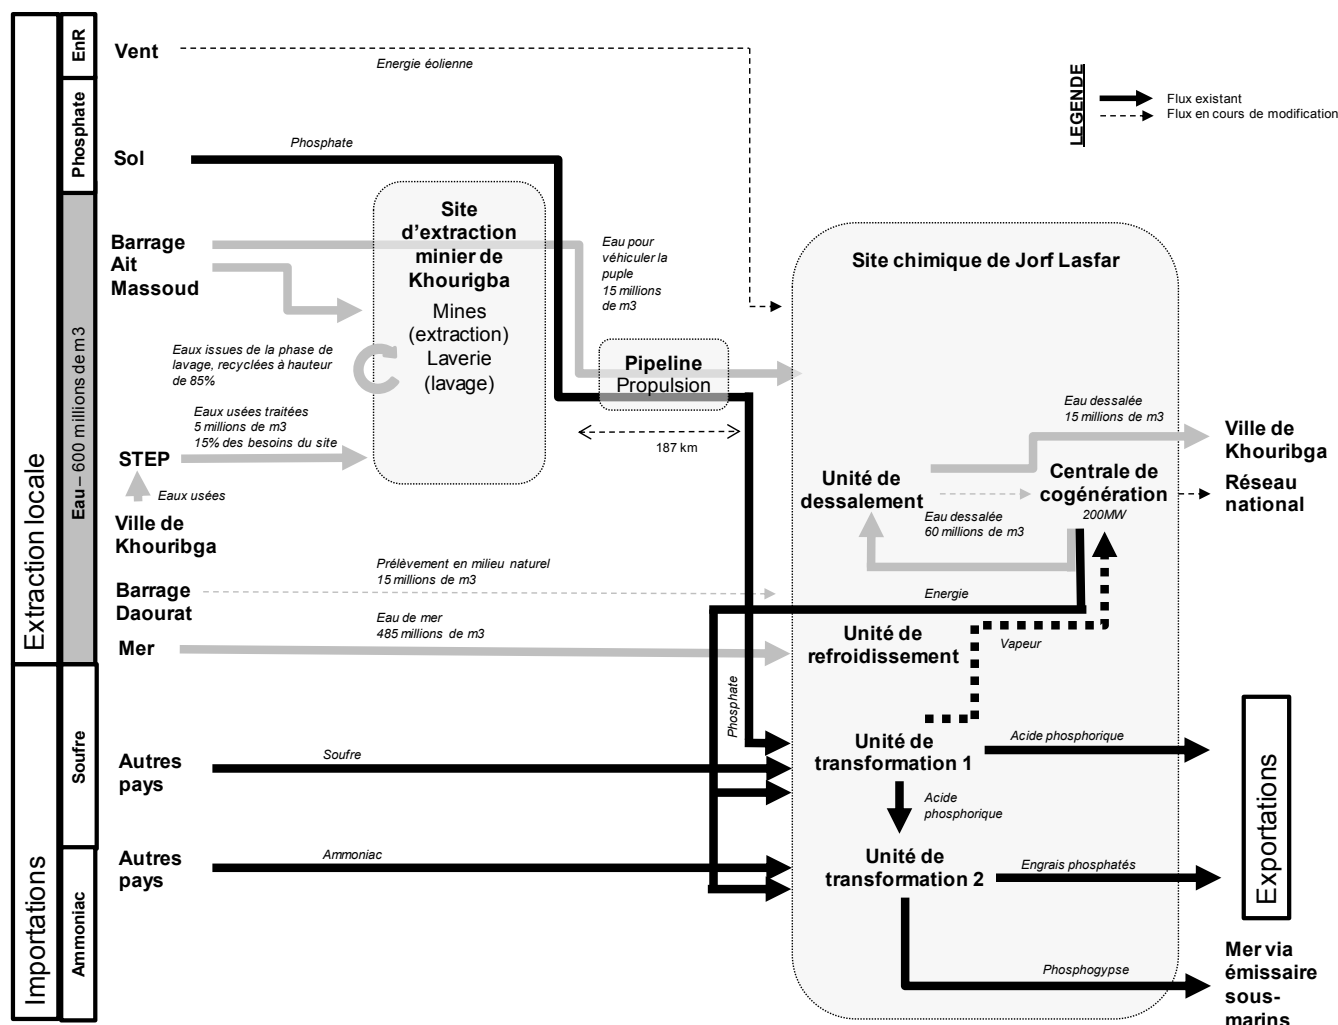 EnR
Vent
Energie éolienne
LEGENDE
Flux existant
Flux en cours de modification
Phosphate
Sol
Phosphate
Extraction locale
Eau – 600 millions de m3
Barrage
Ait
Massoud
Site
d'extraction
minier de
Khourigba
Mines
(extraction)
Laverie
(lavage)
Eau pour
véhiculer la
puple
15 millions
de m3
Site chimique de Jorf Lasfar
Eaux issues de la phase de
lavage, recyclées à hauteur
de 85%
Pipeline
Propulsion
187 km
Eaux usées traitées
5 millions de m3
15% des besoins du site
STEP
Eaux usées
Ville de
Khouribga
Eau dessalée
15 millions de m3
Ville de
Khouribga
Unité de
dessalement
Centrale de
cogénération
200MW
Réseau
national
Eau dessalée
60 millions de m3
Barrage
Daourat
Prélèvement en milieu naturel
15 millions de m3
Energie
Mer
Eau de mer
485 millions de m3
Unité de
refroidissement
Vapeur
Importations
Soufre
Autres
pays
Soufre
Phosphate
Unité de
transformation 1
Acide phosphorique
Acide
phosphorique
Exportations
Ammoniac
Autres
pays
Ammoniac
Unité de
transformation 2
Engrais phosphatés
Phosphogypse
Mer via
émissaire
sous-
marins